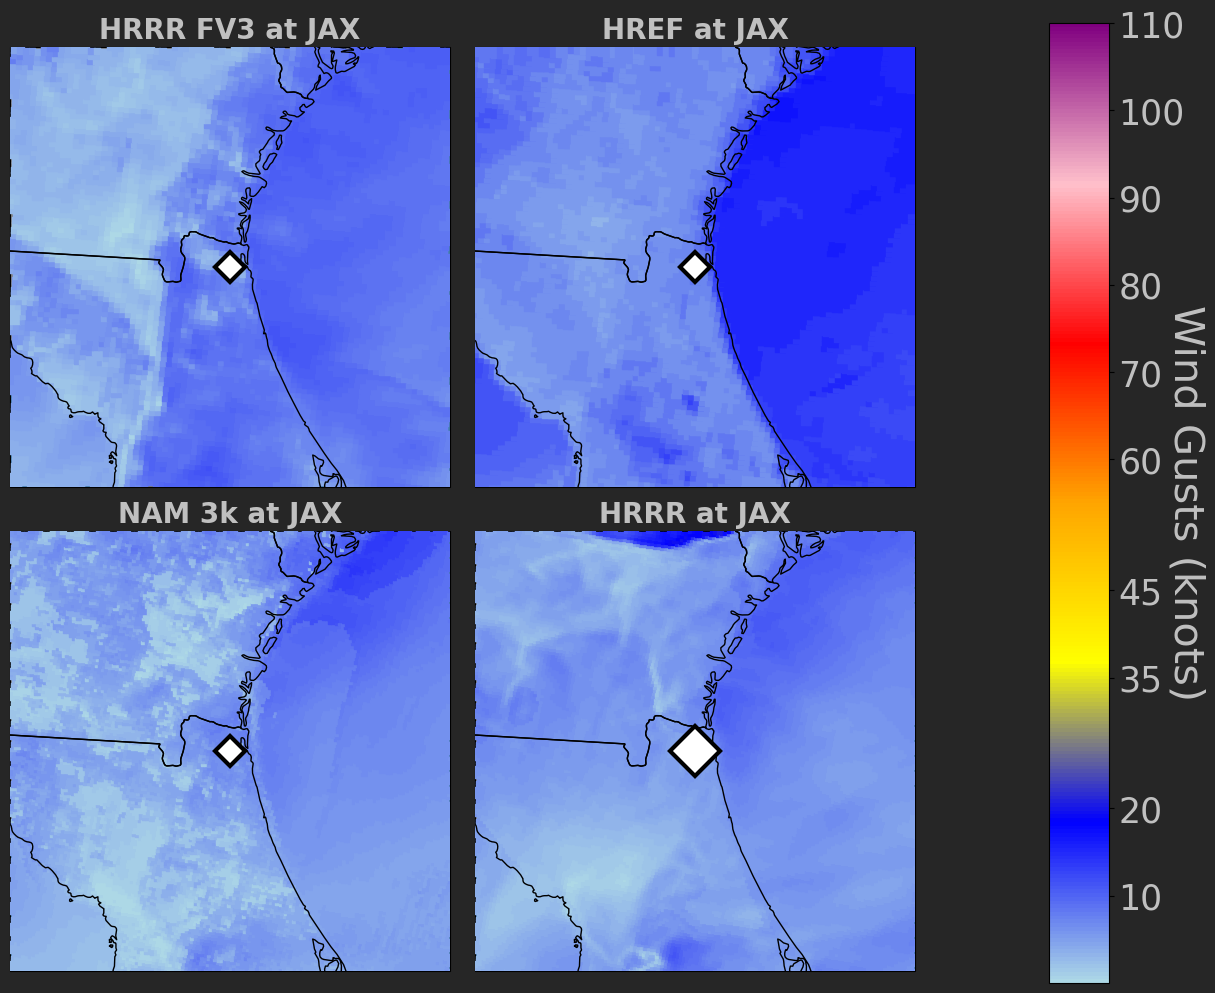 HRRR FV3 at JAX
HREF at JAX
NAM 3k at JAX
HRRR at JAX
110
100
90
80
70
60
45
35
20
10
Wind Gusts (knots)